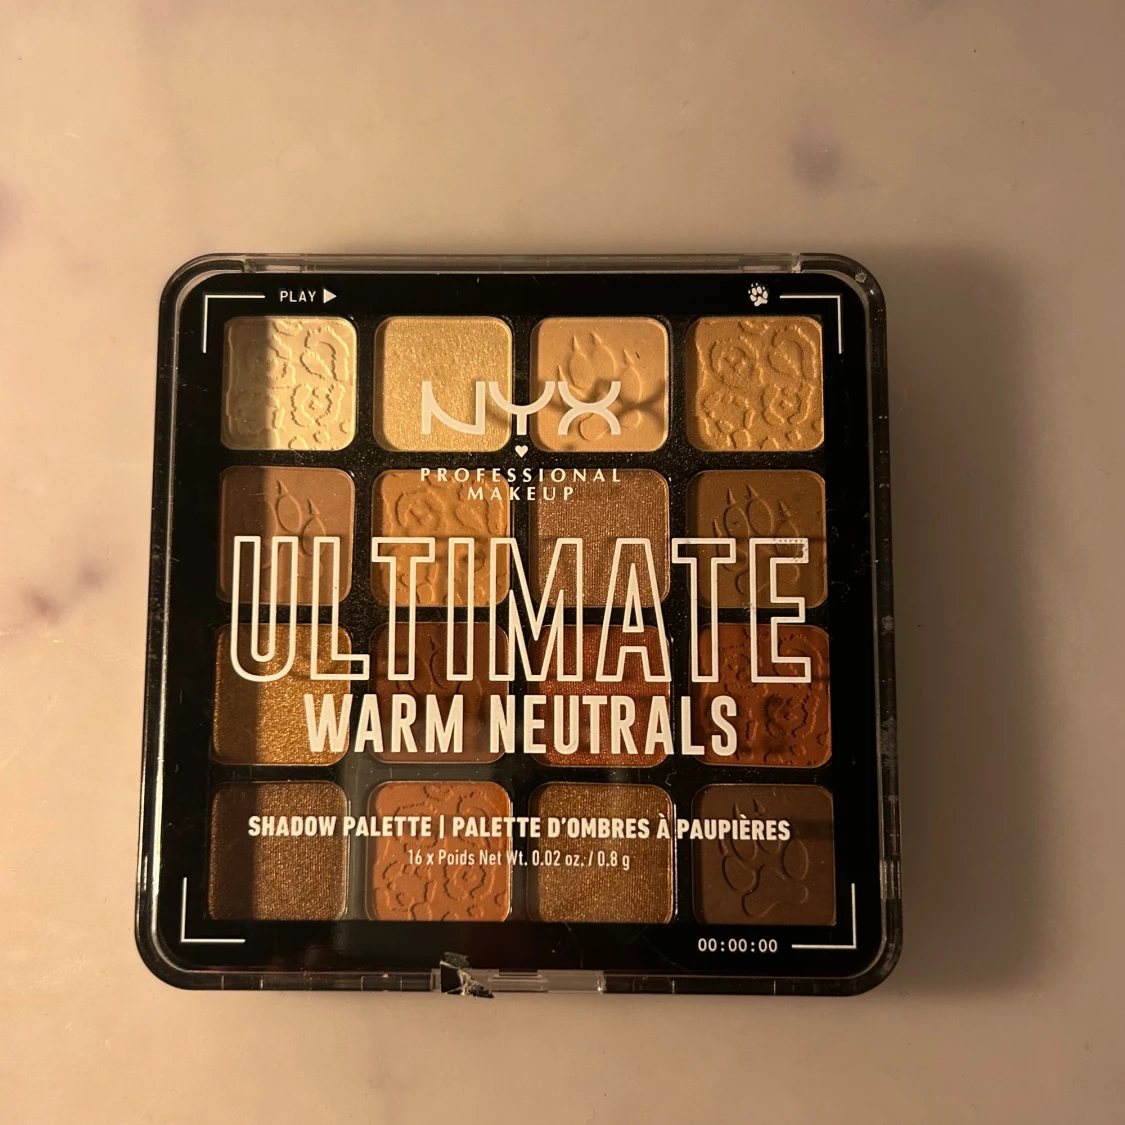 PLAY ▶
NYX
PROFESSIONAL
MAKEUP
ULTIMATE
WARM NEUTRALS
SHADOW PALETTE | PALETTE D'OMBRES À PAUPIÈRES
16 x Poids Net Wt. 0.02 oz. / 0.8 g
00:00:00